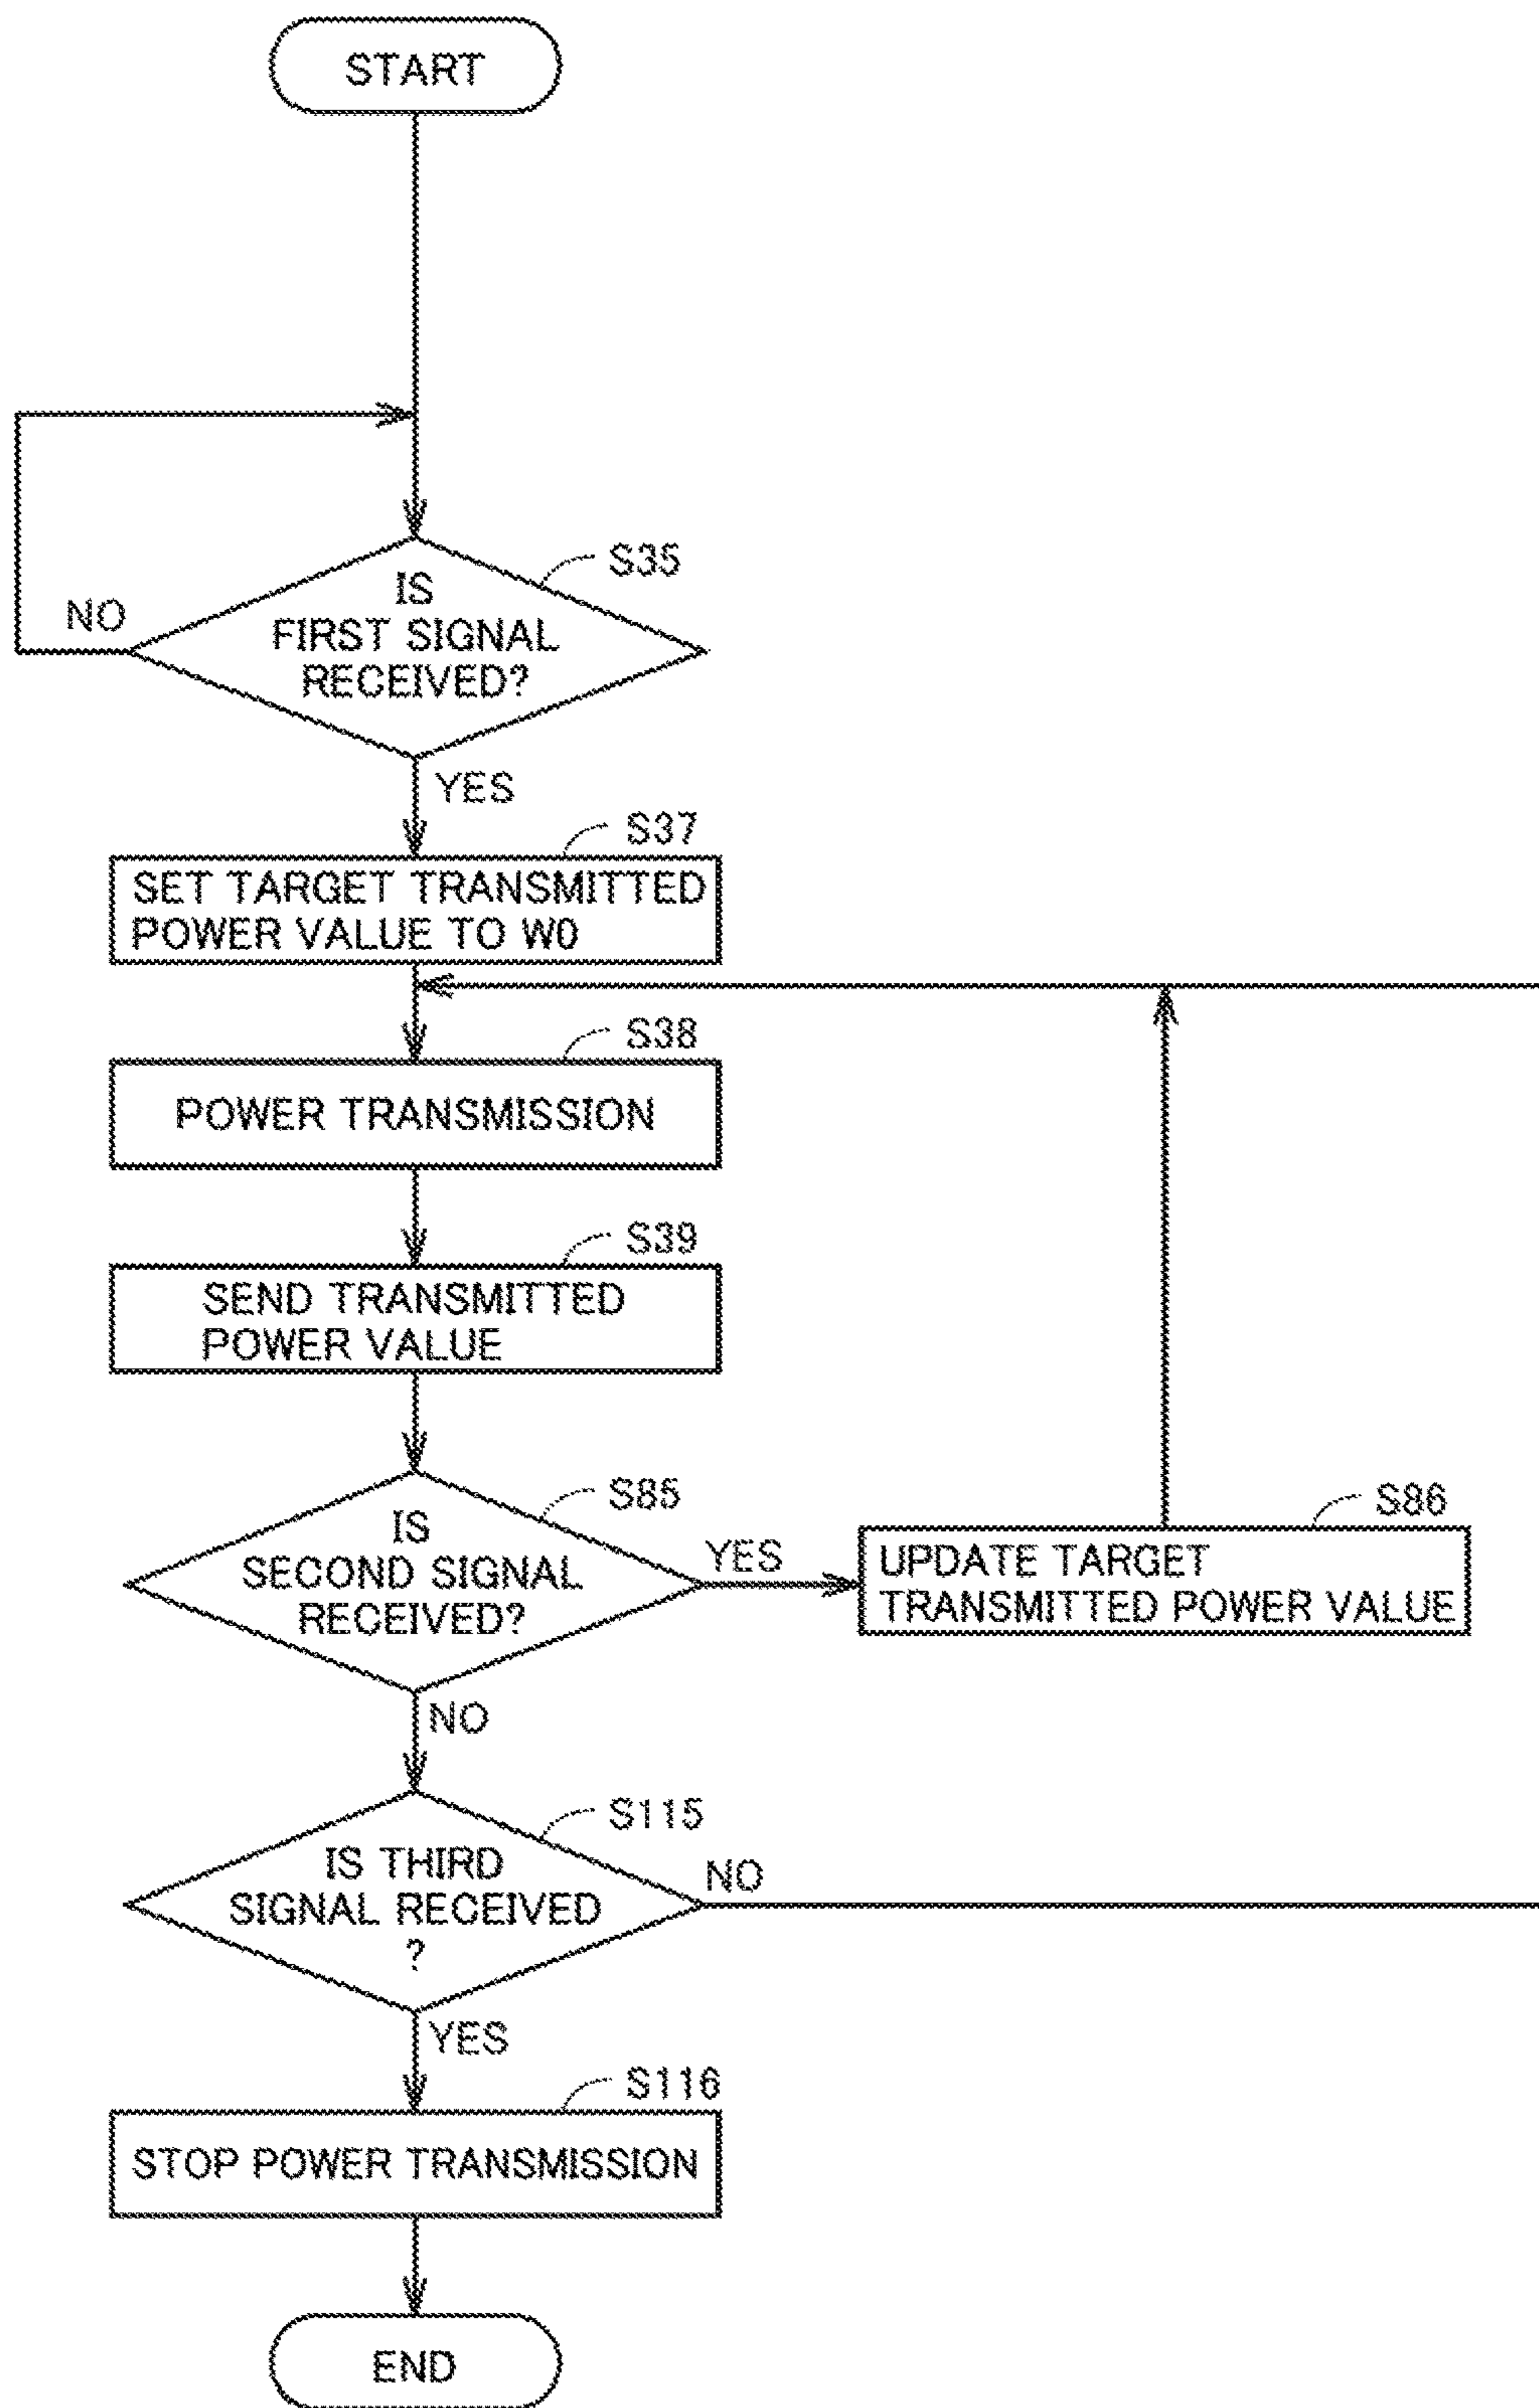 START
S35
IS
FIRST SIGNAL
RECEIVED?
NO
YES
S37
SET TARGET TRANSMITTED
POWER VALUE TO W0
S38
POWER TRANSMISSION
S39
SEND TRANSMITTED
POWER VALUE
S85
IS
SECOND SIGNAL
RECEIVED?
YES
S86
UPDATE TARGET
TRANSMITTED POWER VALUE
NO
S115
IS THIRD
SIGNAL RECEIVED
?
NO
YES
S116
STOP POWER TRANSMISSION
END